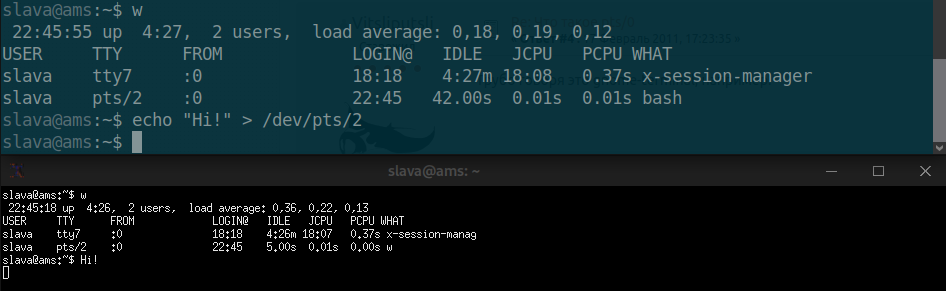 slava@ams:~$ w
 22:45:55 up  4:27,  2 users,  load average: 0,18, 0,19, 0,12
USER     TTY      FROM             LOGIN@   IDLE   JCPU   PCPU WHAT
slava    tty7     :0               18:18    4:27m 18:08   0.37s x-session-manager
slava    pts/2    :0               22:45   42.00s  0.01s  0.01s bash
slava@ams:~$ echo "Hi!" > /dev/pts/2
slava@ams:~$
slava@ams: ~
slava@ams:~$ w
 22:45:18 up  4:26,  2 users,  load average: 0,36, 0,22, 0,13
USER     TTY      FROM             LOGIN@   IDLE   JCPU   PCPU WHAT
slava    tty7     :0               18:18    4:26m 18:07   0.37s x-session-manag
slava    pts/2    :0               22:45    5.00s  0.01s  0.00s w
slava@ams:~$ Hi!